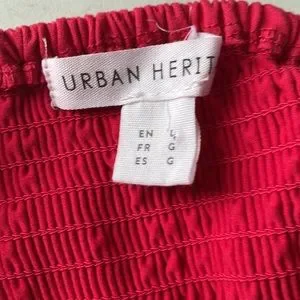 URBAN HERIT
EN L
FR G
ES G